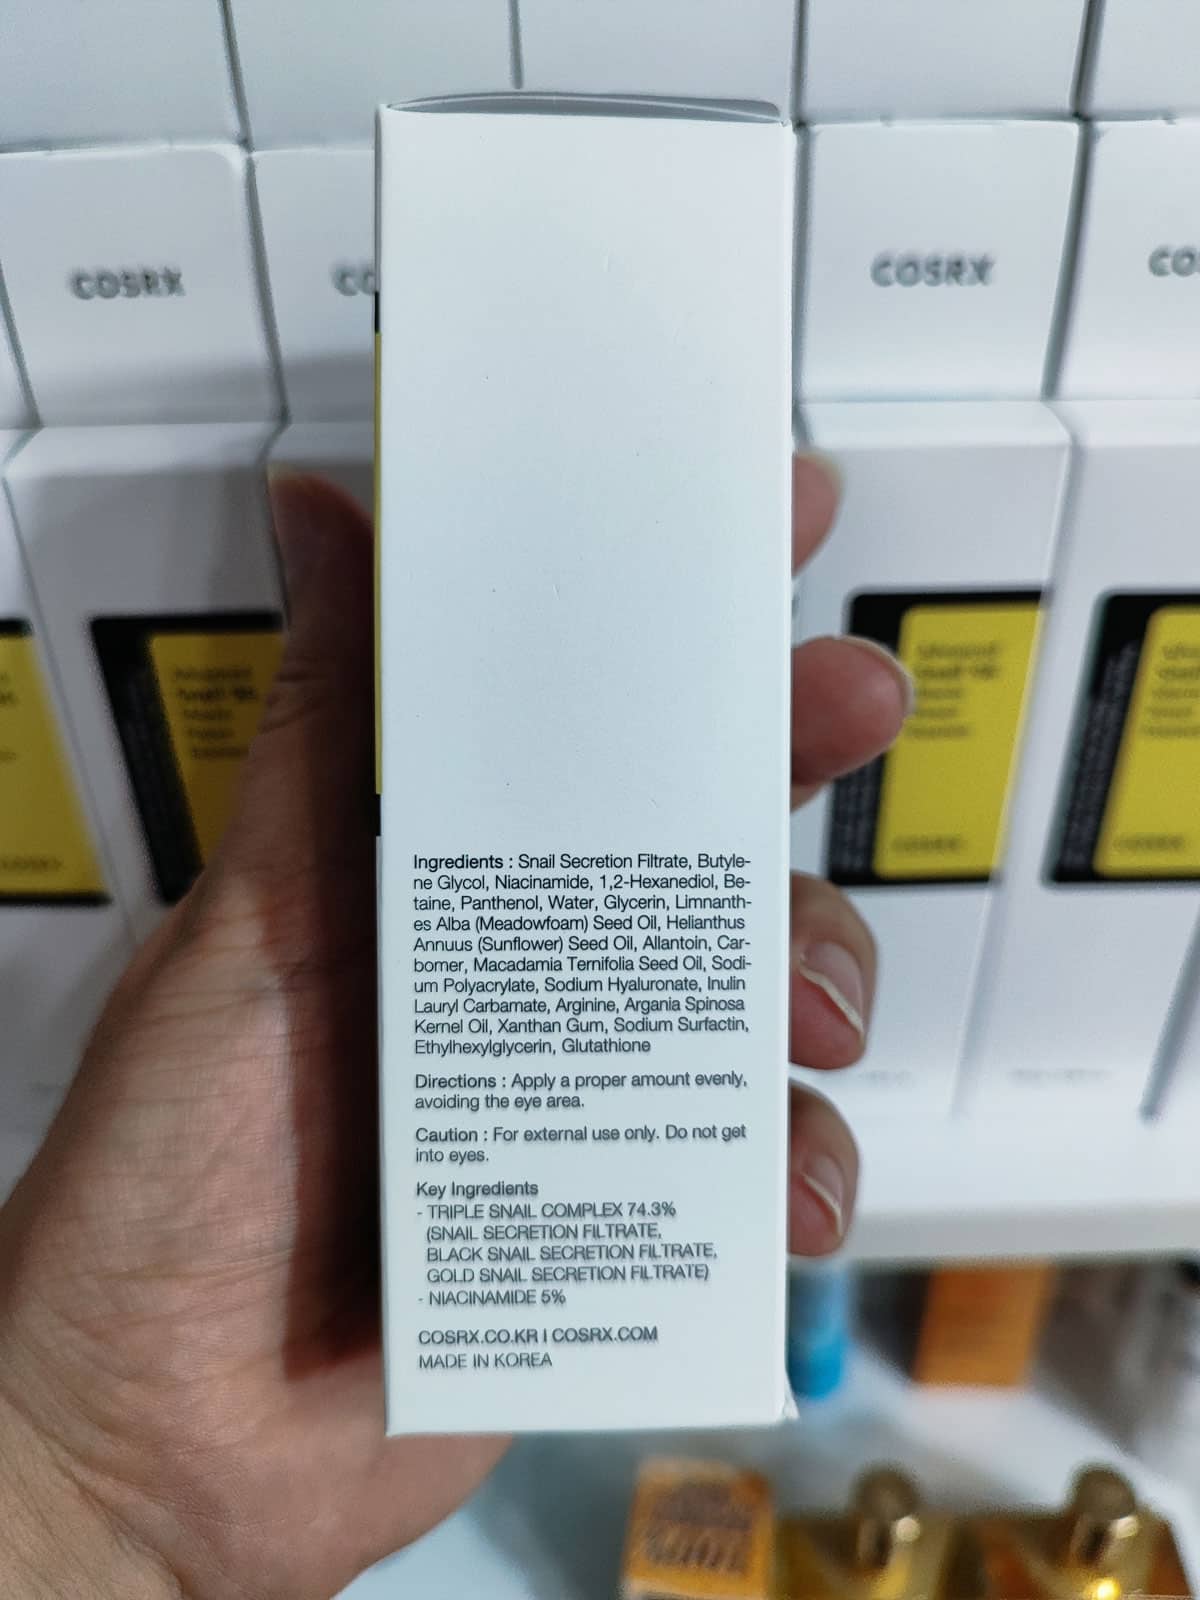 COSRX
CO
COSRX
CO
Ingredients : Snail Secretion Filtrate, Butyle-
ne Glycol, Niacinamide, 1,2-Hexanediol, Be-
taine, Panthenol, Water, Glycerin, Limnanth-
es Alba (Meadowfoam) Seed Oil, Helianthus
Annuus (Sunflower) Seed Oil, Allantoin, Car-
bomer, Macadamia Ternifolia Seed Oil, Sodi-
um Polyacrylate, Sodium Hyaluronate, Inulin
Lauryl Carbamate, Arginine, Argania Spinosa
Kernel Oil, Xanthan Gum, Sodium Surfactin,
Ethylhexylglycerin, Glutathione
Directions : Apply a proper amount evenly,
avoiding the eye area.
Caution : For external use only. Do not get
into eyes.
Key Ingredients
- TRIPLE SNAIL COMPLEX 74.3%
(SNAIL SECRETION FILTRATE,
BLACK SNAIL SECRETION FILTRATE,
GOLD SNAIL SECRETION FILTRATE)
- NIACINAMIDE 5%
COSRX.CO.KR I COSRX.COM
MADE IN KOREA